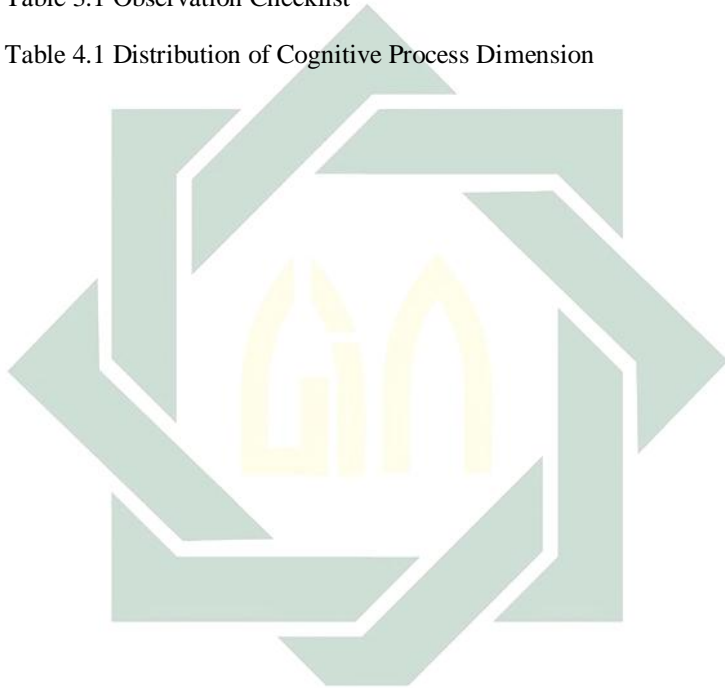 Table 3.1 Observation Checklist
Table 4.1 Distribution of Cognitive Process Dimension